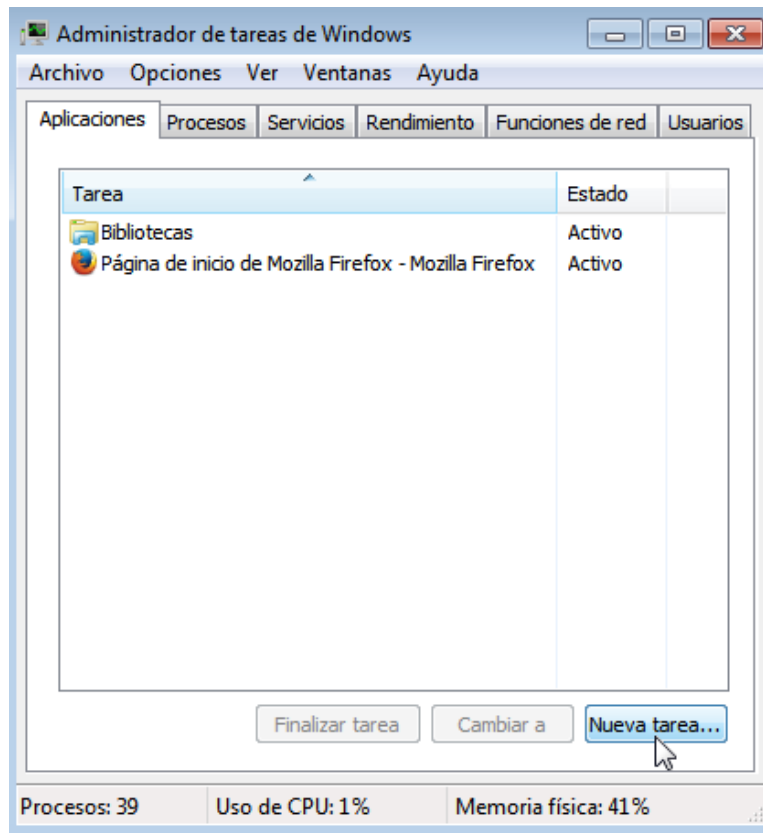 Administrador de tareas de Windows
Archivo Opciones Ver Ventanas Ayuda
Aplicaciones Procesos Servicios Rendimiento Funciones de red Usuarios
Tarea Estado
Bibliotecas Activo
Página de inicio de Mozilla Firefox - Mozilla Firefox Activo
Finalizar tarea Cambiar a Nueva tarea...
Procesos: 39 Uso de CPU: 1% Memoria física: 41%